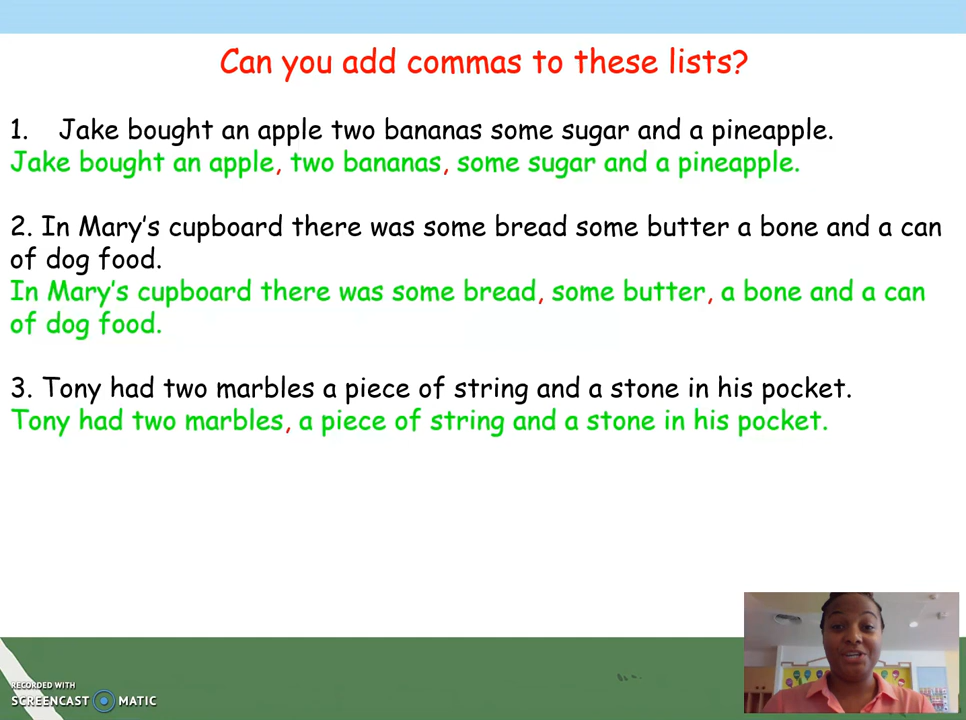 Can you add commas to these lists?
1. Jake bought an apple two bananas some sugar and a pineapple.
Jake bought an apple, two bananas, some sugar and a pineapple.
2. In Mary's cupboard there was some bread some butter a bone and a can
of dog food.
In Mary's cupboard there was some bread, some butter, a bone and a can
of dog food.
3. Tony had two marbles a piece of string and a stone in his pocket.
Tony had two marbles, a piece of string and a stone in his pocket.
RECORDED WITH
SCREENCAST MATIC